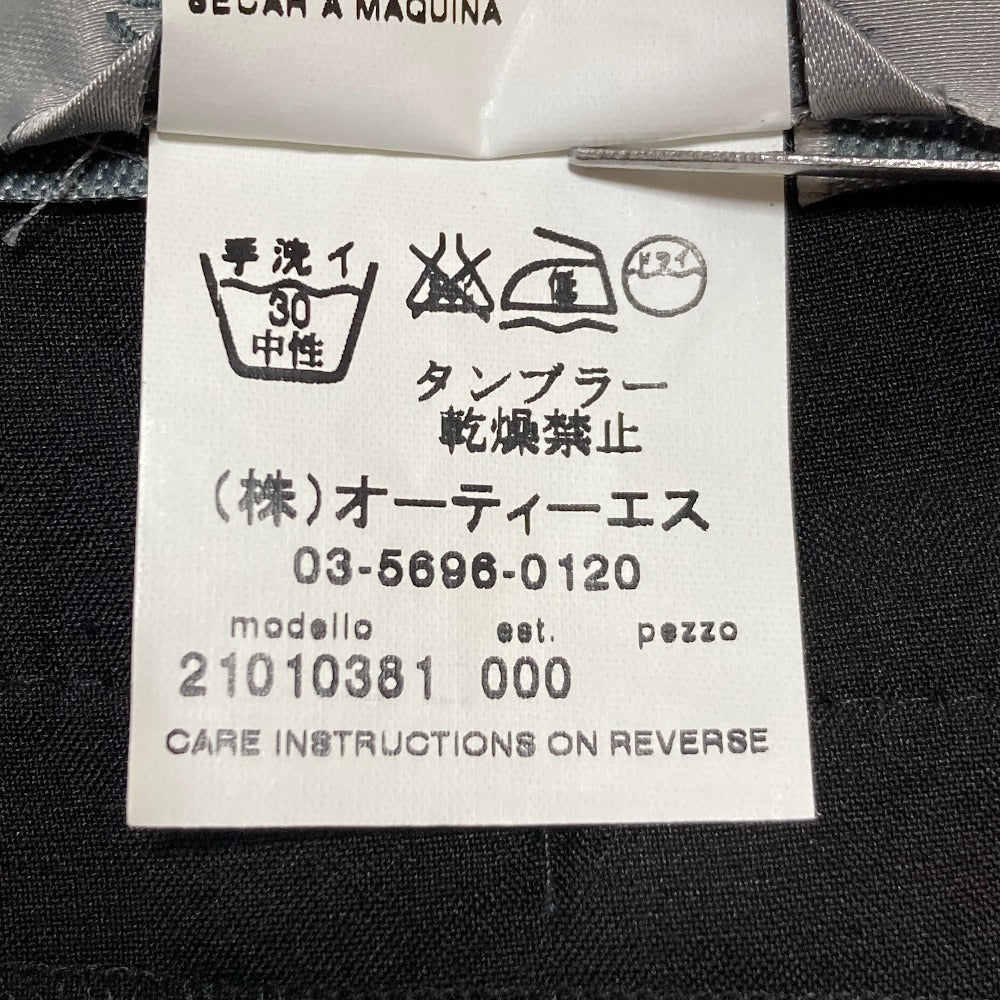 SECAR A MAQUINA
手洗イ
30
中性
低
ドライ
タンブラー
乾燥禁止
(株)オーティーエス
03-5696-0120
modello est. pezzo
21010381 000
CARE INSTRUCTIONS ON REVERSE